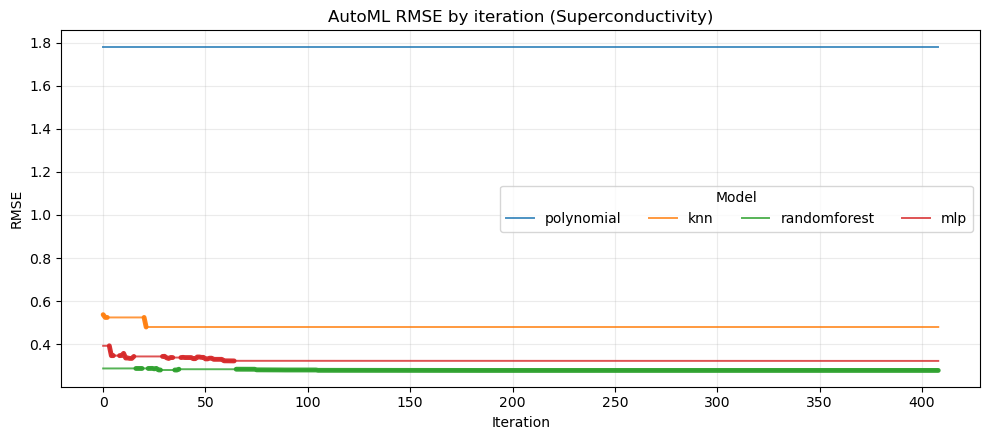 AutoML RMSE by iteration (Superconductivity)
1.8
1.6
1.4
1.2
1.0
0.8
0.6
0.4
RMSE
Model
polynomial knn randomforest mlp
0 50 100 150 200 250 300 350 400
Iteration